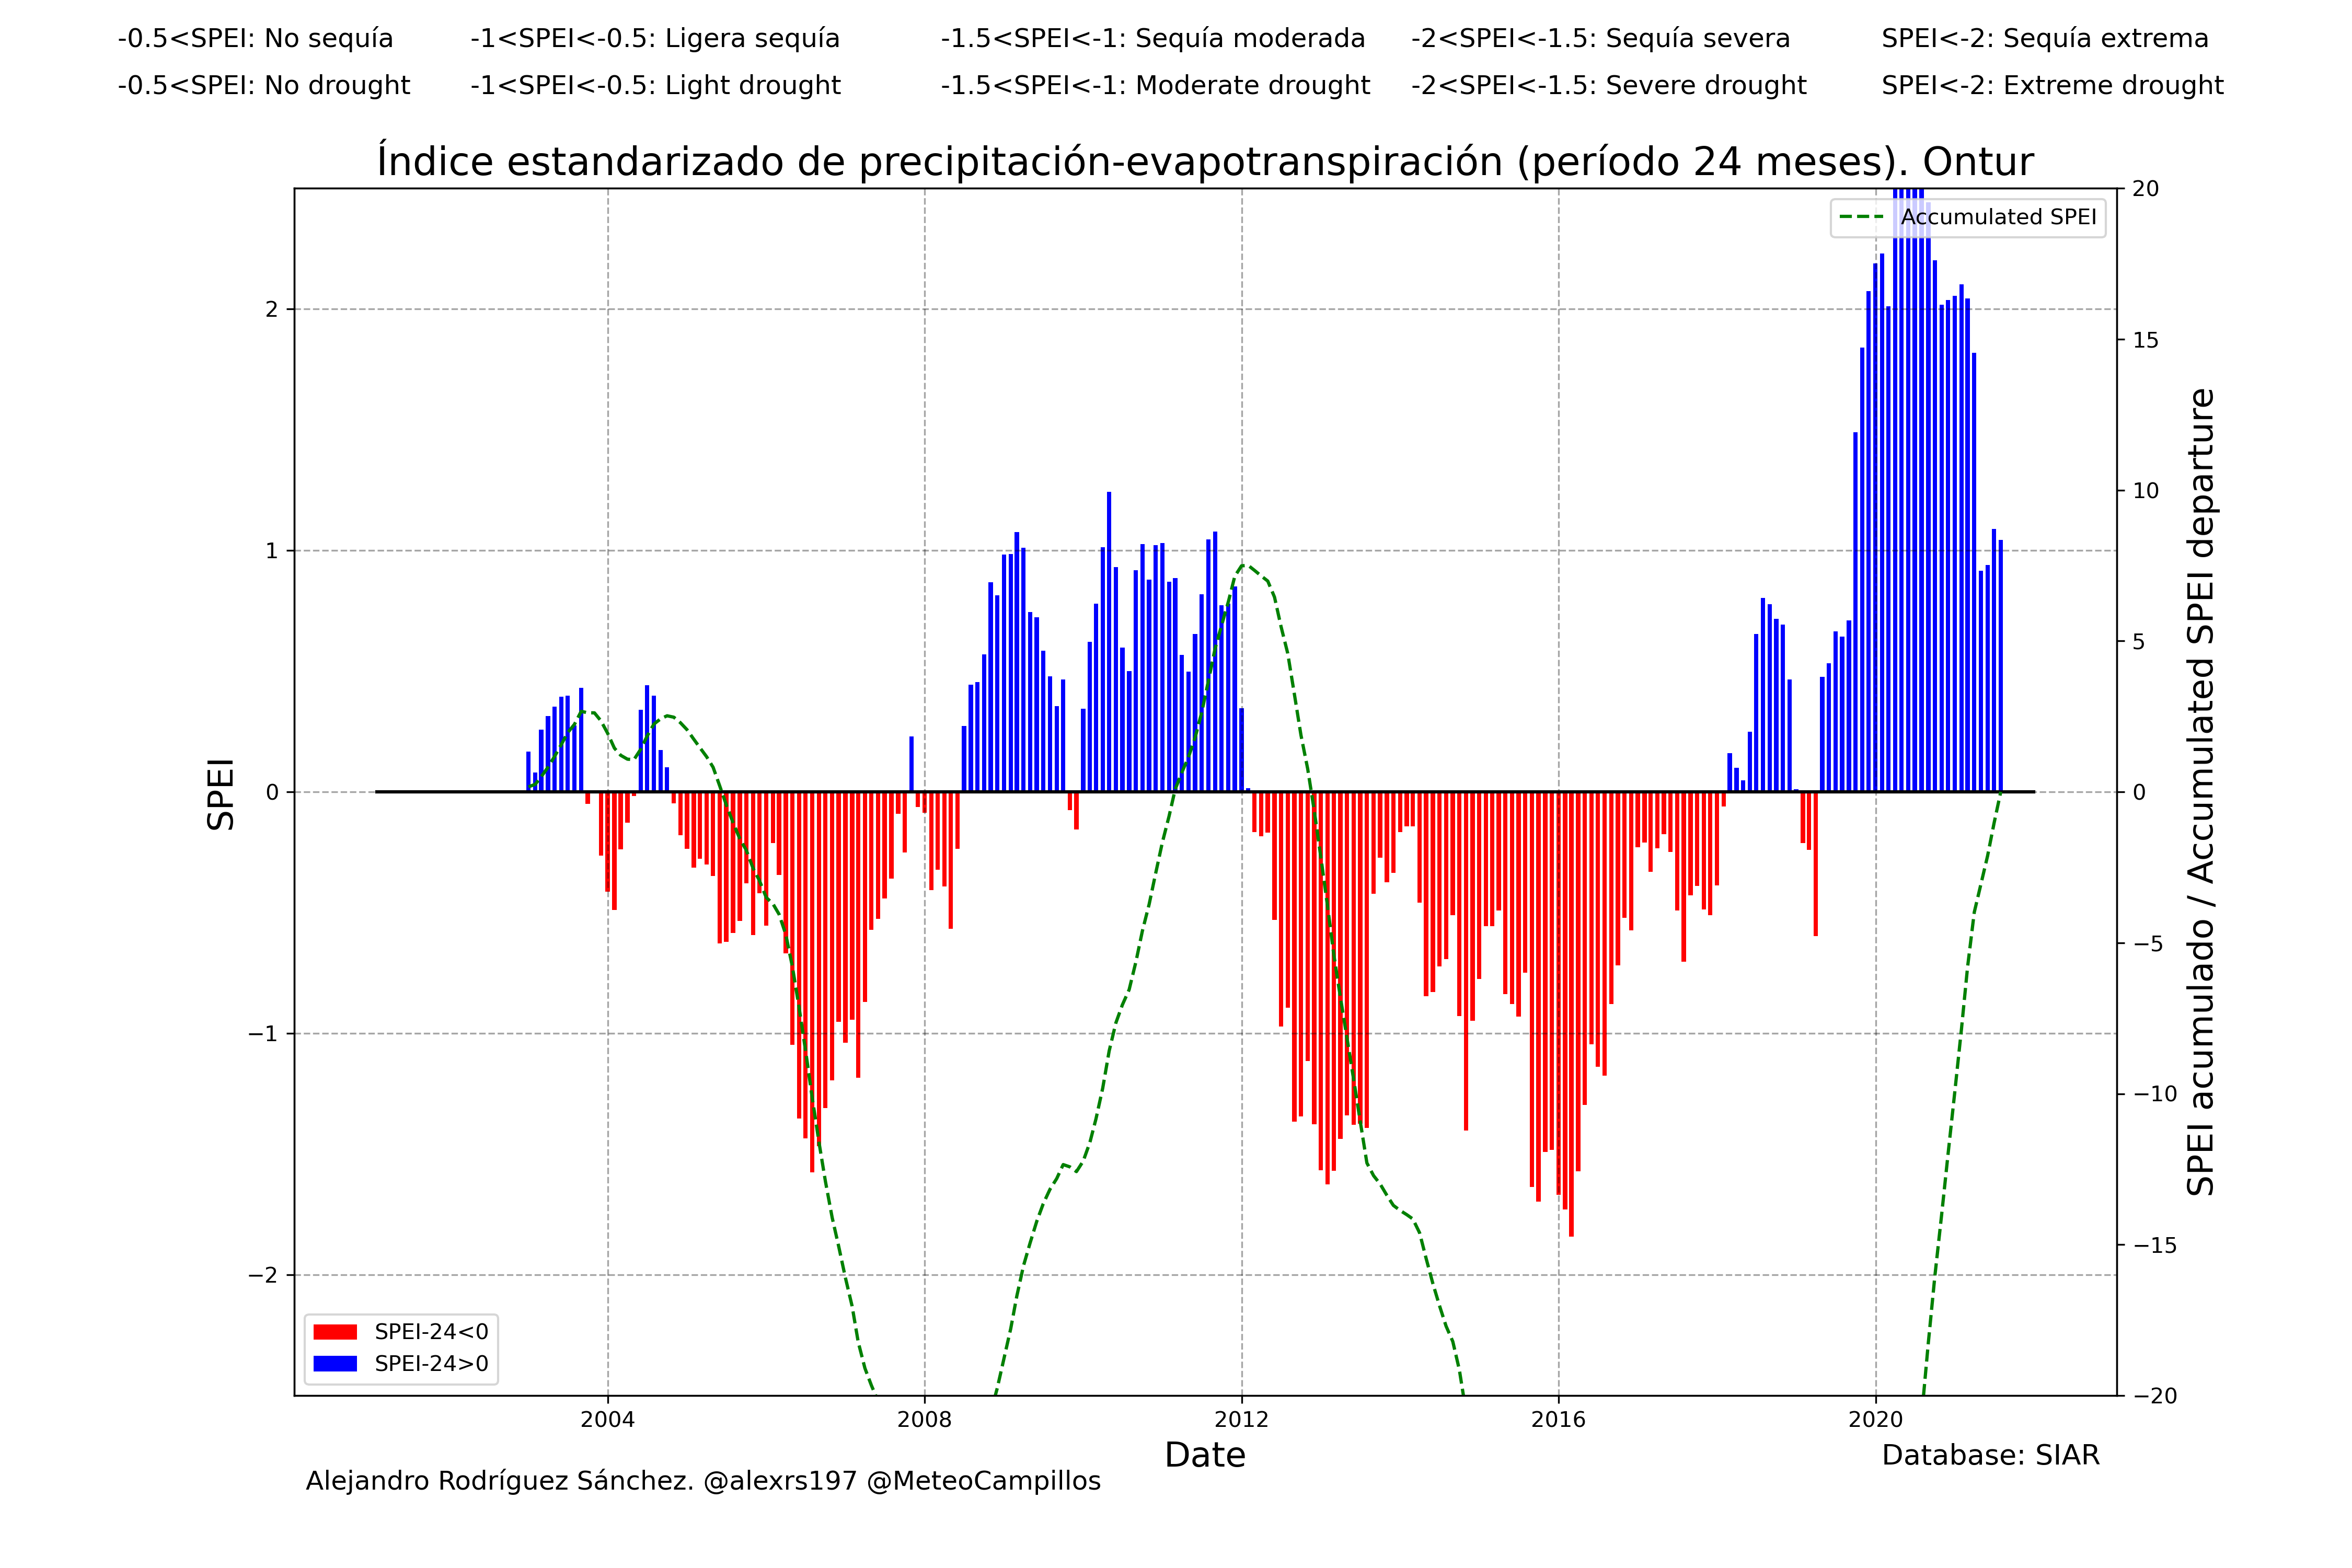 -0.5<SPEI: No sequía -1<SPEI<-0.5: Ligera sequía -1.5<SPEI<-1: Sequía moderada -2<SPEI<-1.5: Sequía severa SPEI<-2: Sequía extrema
-0.5<SPEI: No drought -1<SPEI<-0.5: Light drought -1.5<SPEI<-1: Moderate drought -2<SPEI<-1.5: Severe drought SPEI<-2: Extreme drought
Índice estandarizado de precipitación-evapotranspiración (período 24 meses). Ontur
Accumulated SPEI
SPEI
2
1
0
−1
−2
20
15
10
5
0
−5
−10
−15
−20
SPEI acumulado / Accumulated SPEI departure
SPEI-24<0
SPEI-24>0
2004 2008 2012 2016 2020
Date
Database: SIAR
Alejandro Rodríguez Sánchez. @alexrs197 @MeteoCampillos